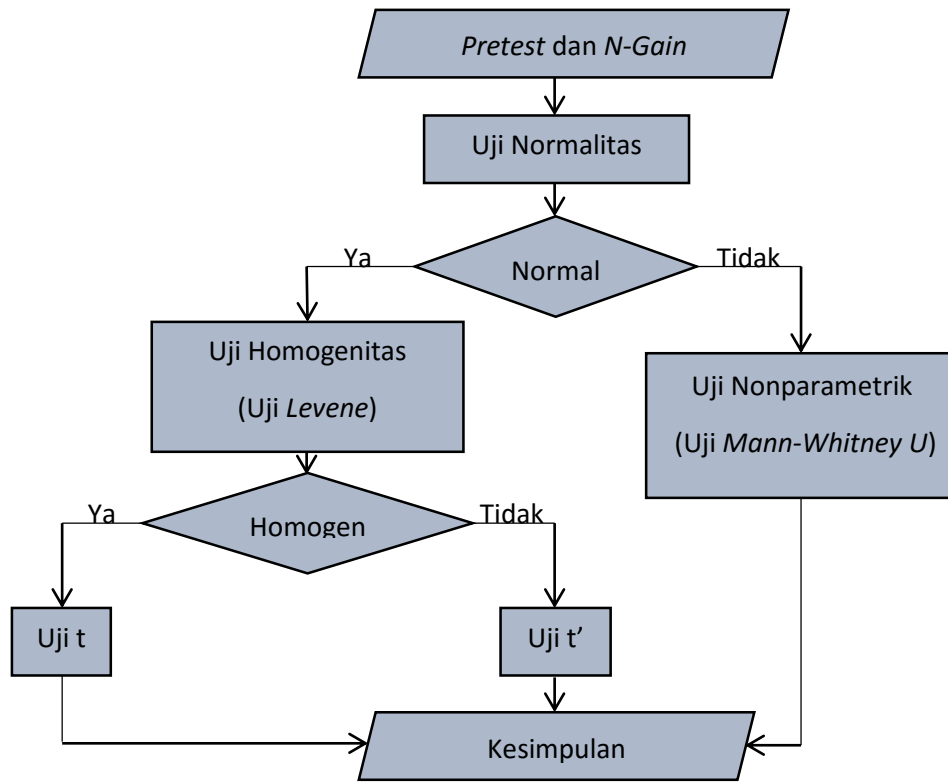 Pretest dan N-Gain
Uji Normalitas
Ya
Normal
Tidak
Uji Homogenitas
(Uji Levene)
Uji Nonparametrik
(Uji Mann-Whitney U)
Ya
Homogen
Tidak
Uji t
Uji t’
Kesimpulan